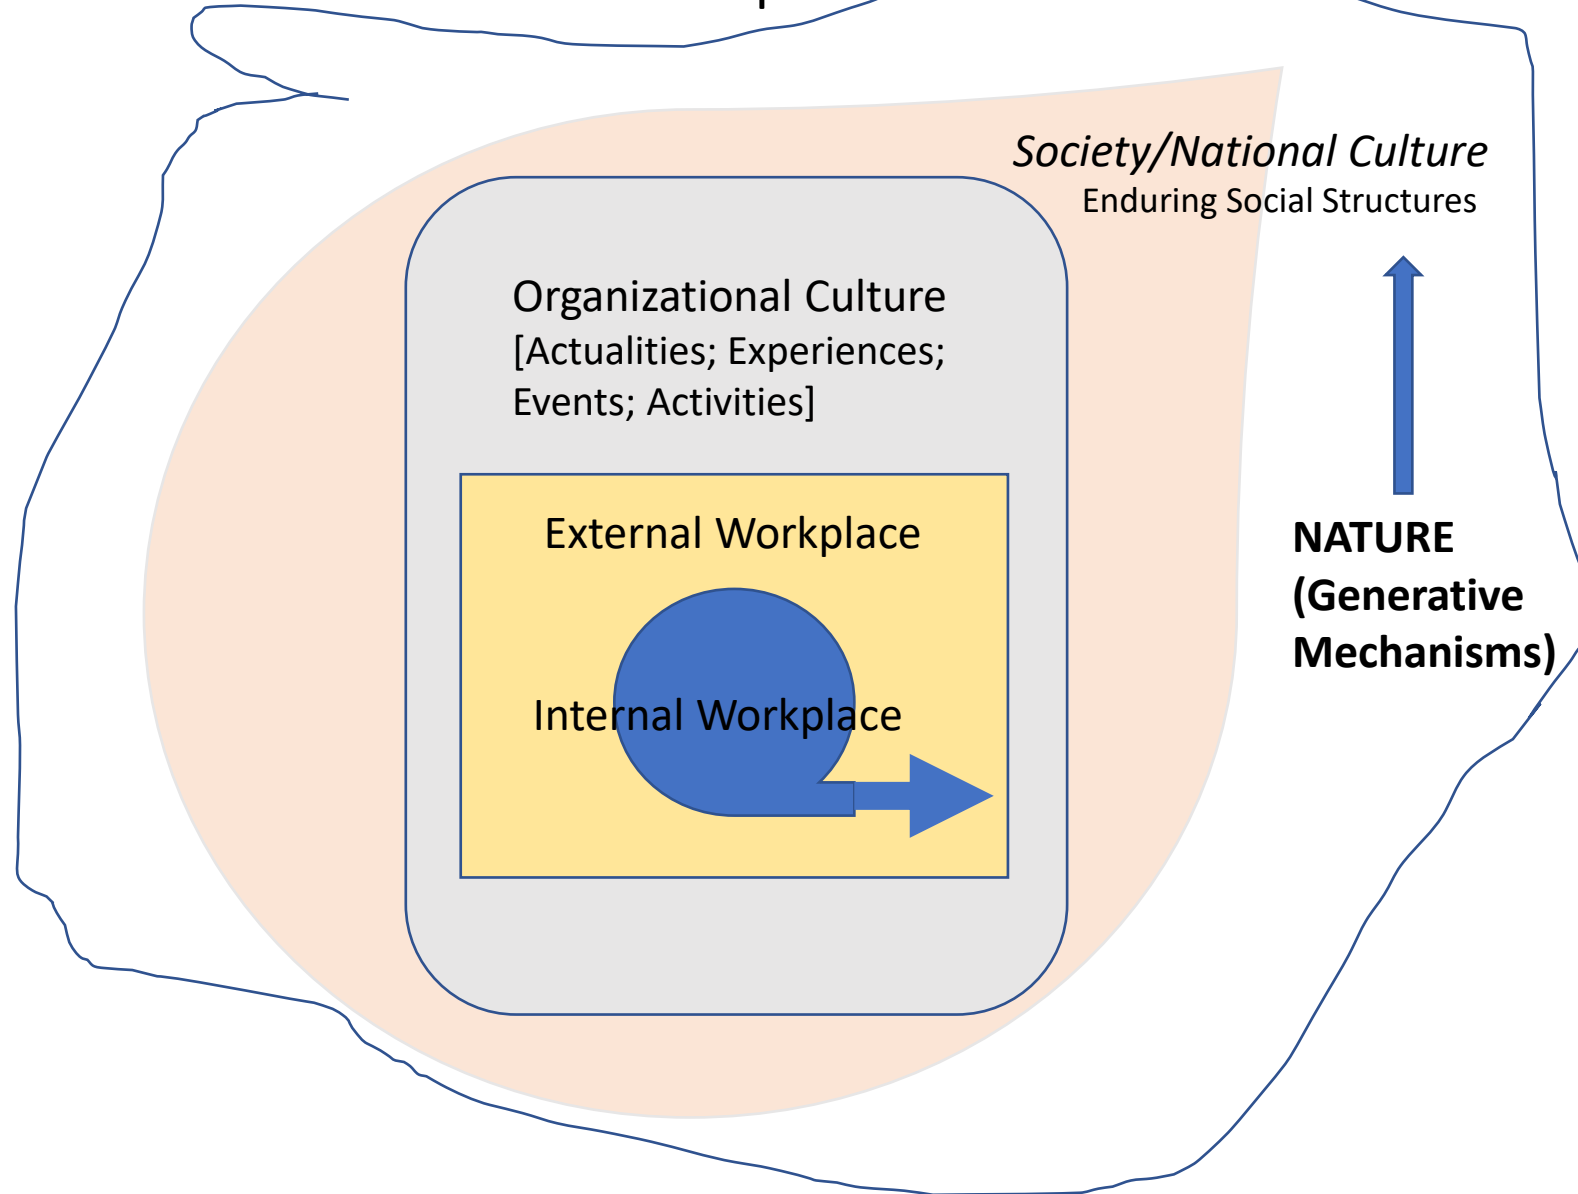 Society/National Culture
Enduring Social Structures
Organizational Culture
[Actualities; Experiences;
Events; Activities]
External Workplace
NATURE
(Generative
Mechanisms)
Internal Workplace